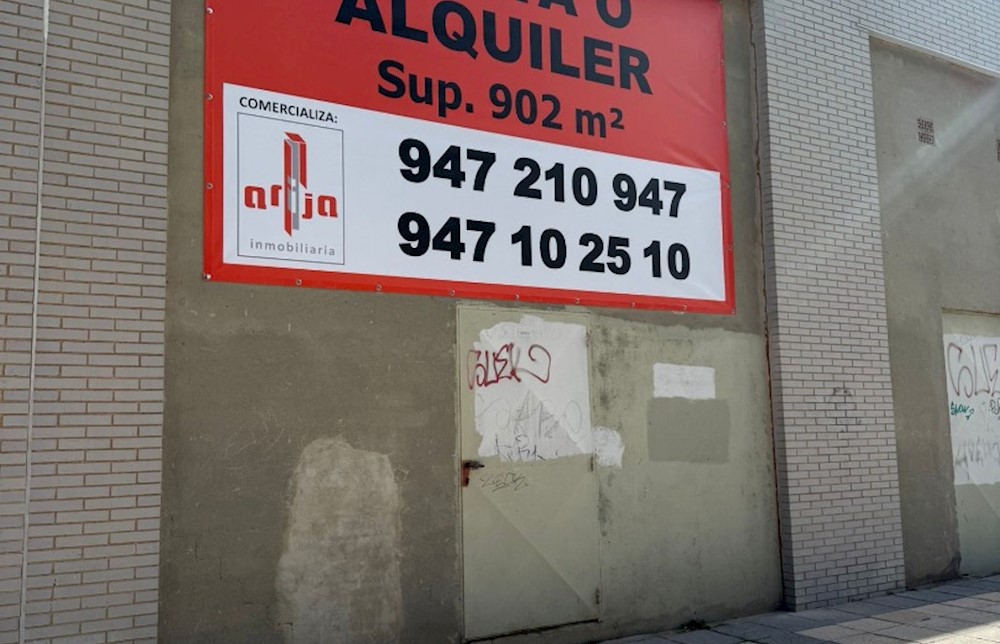 A O
ALQUILER
Sup. 902 m²
COMERCIALIZA:
arija
inmobiliaria
947 210 947
947 10 25 10